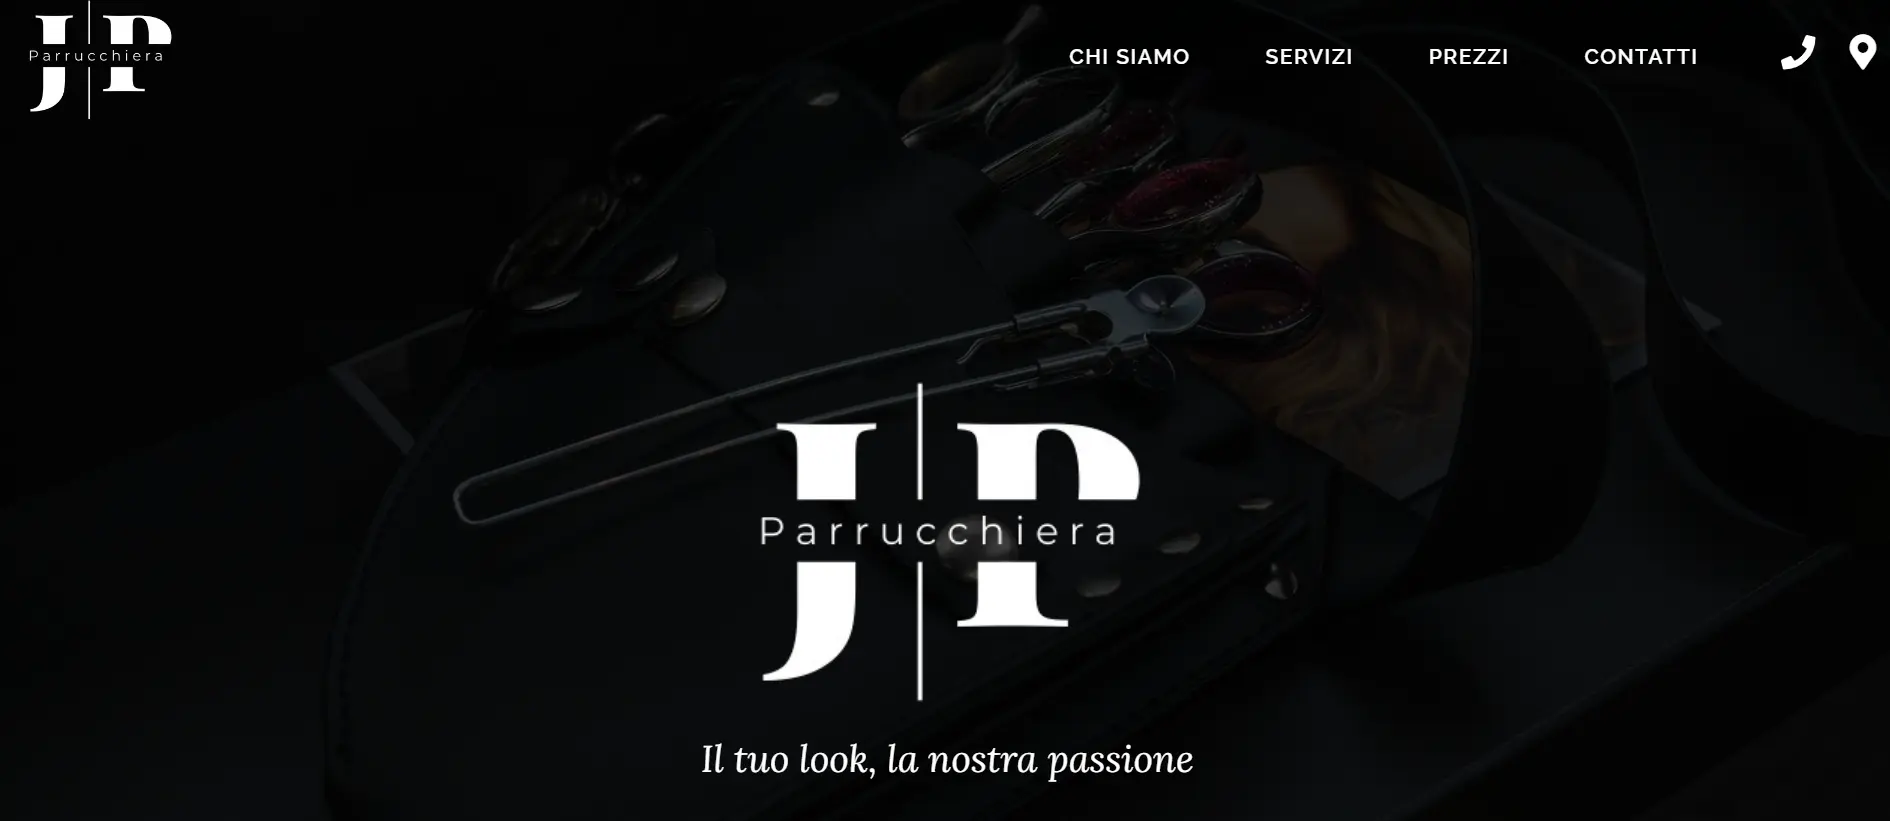 JP
Parrucchiera
CHI SIAMO
SERVIZI
PREZZI
CONTATTI
JP
Parrucchiera
Il tuo look, la nostra passione